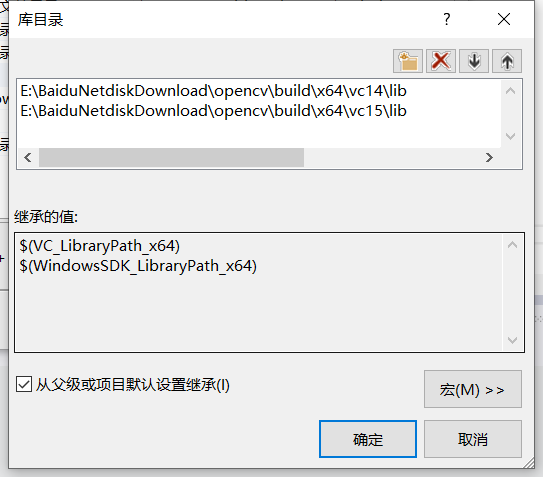 库目录
?
E:\BaiduNetdiskDownload\opencv\build\x64\vc14\lib
E:\BaiduNetdiskDownload\opencv\build\x64\vc15\lib
继承的值:
$(VC_LibraryPath_x64)
$(WindowsSDK_LibraryPath_x64)
从父级或项目默认设置继承(I)
宏(M) >>
确定
取消